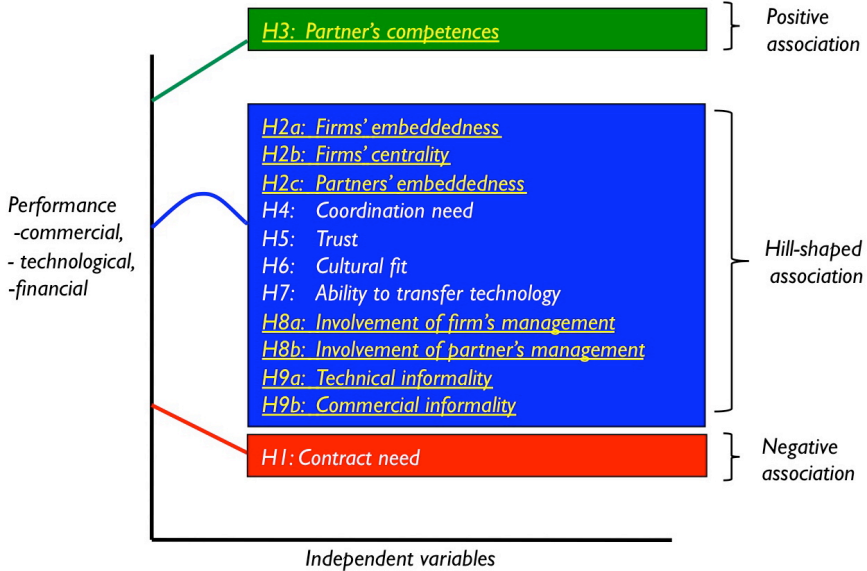 H3: Partner's competences
Positive
association
H2a: Firms' embeddedness
H2b: Firms' centrality
H2c: Partners' embeddedness
H4: Coordination need
H5: Trust
H6: Cultural fit
H7: Ability to transfer technology
H8a: Involvement of firm's management
H8b: Involvement of partner's management
H9a: Technical informality
H9b: Commercial informality
Performance
-commercial,
- technological,
-financial
Hill-shaped
association
H1: Contract need
Negative
association
Independent variables